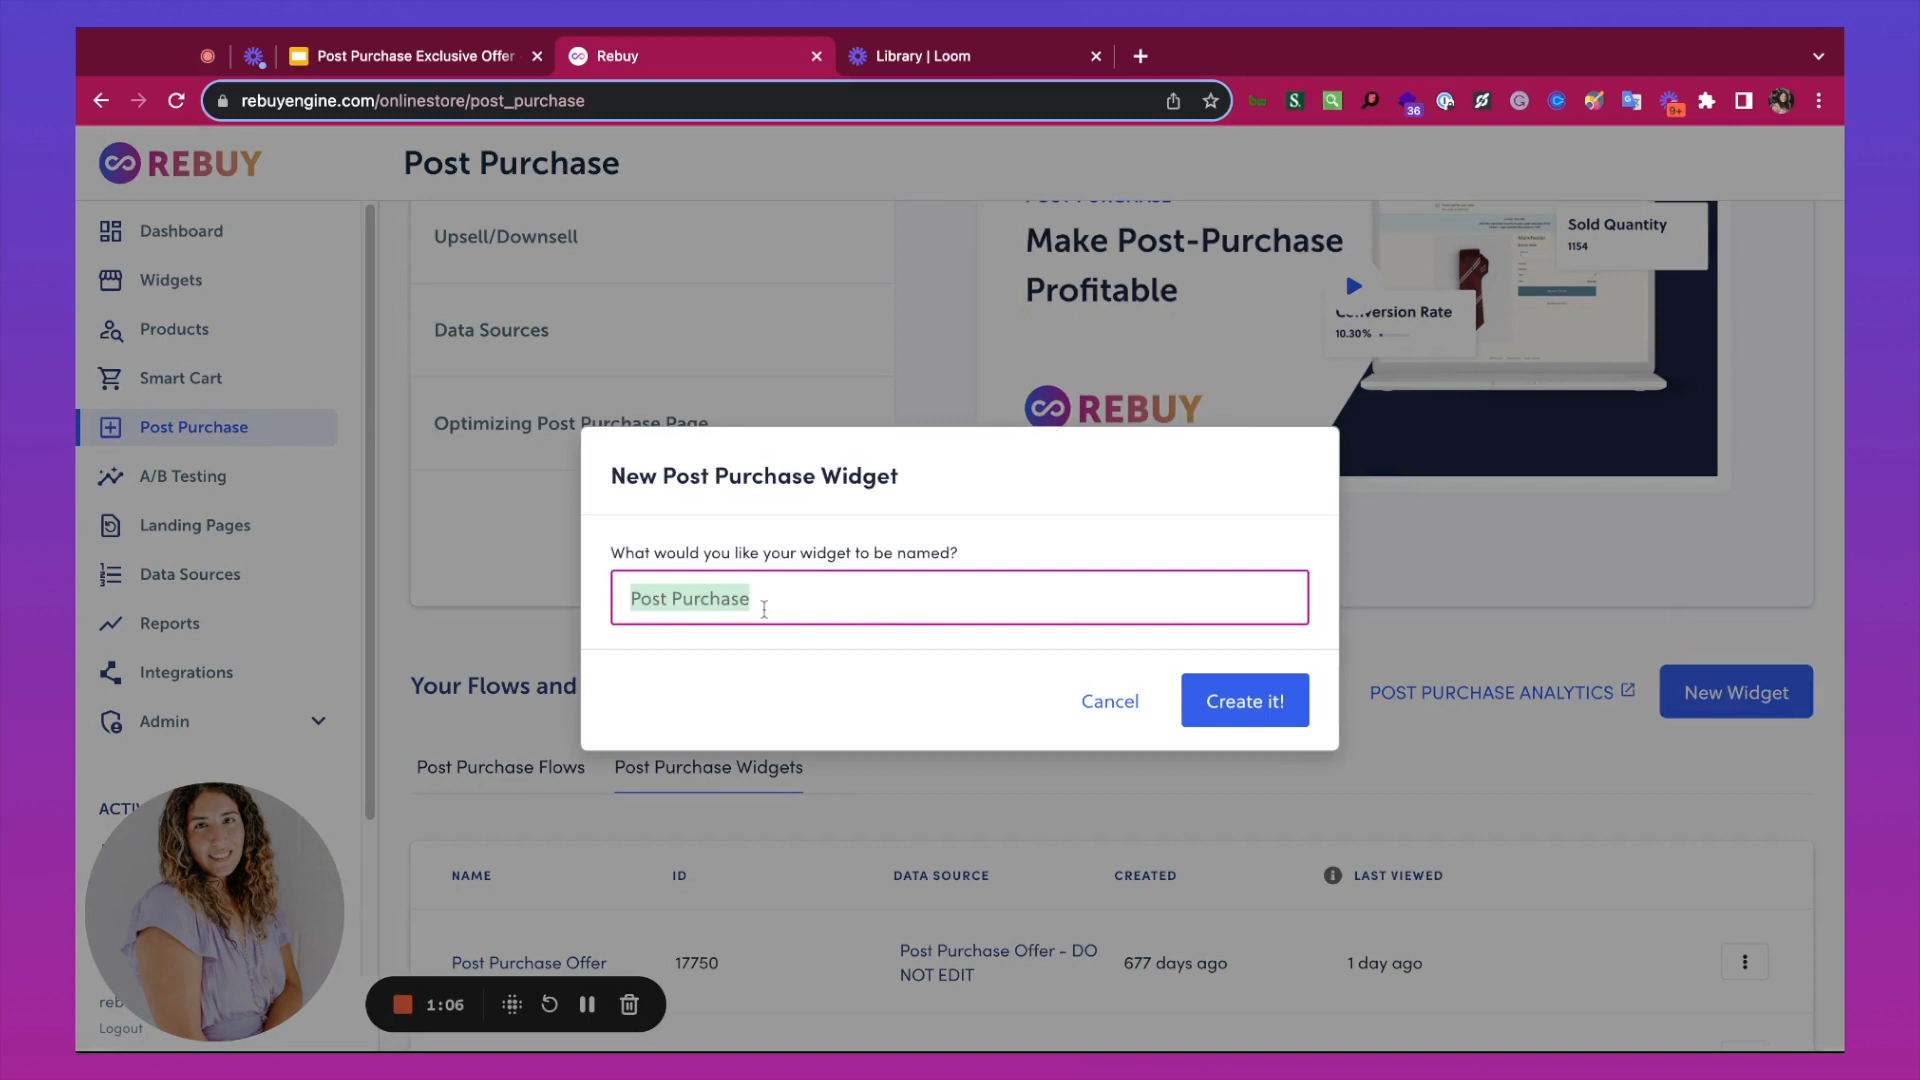 Post Purchase Exclusive Offer
Rebuy
Library | Loom
rebuyengine.com/onlinestore/post_purchase
36
9+
REBUY
Post Purchase
Dashboard
Widgets
Products
Smart Cart
Post Purchase
A/B Testing
Landing Pages
Data Sources
Reports
Integrations
Admin
Logout
Upsell/Downsell
Data Sources
Optimizing Post Purchase Page
Make Post-Purchase
Profitable
REBUY
Sold Quantity
1154
Conversion Rate
10.30%
New Post Purchase Widget
What would you like your widget to be named?
Post Purchase
Cancel
Create it!
Your Flows and
POST PURCHASE ANALYTICS
New Widget
Post Purchase Flows
Post Purchase Widgets
NAME
ID
DATA SOURCE
CREATED
LAST VIEWED
Post Purchase Offer
17750
Post Purchase Offer - DO
NOT EDIT
677 days ago
1 day ago
1:06